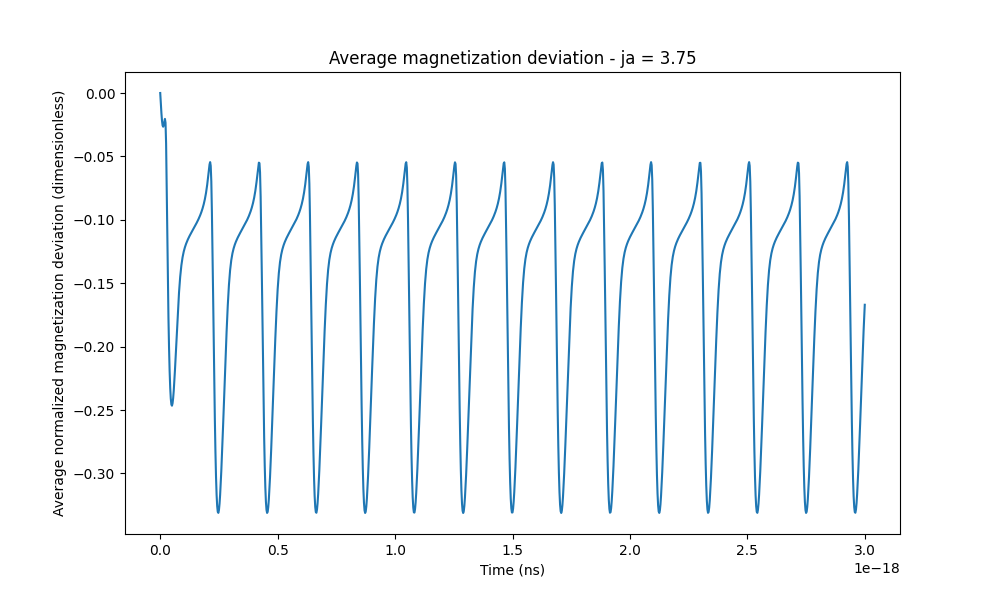 Average magnetization deviation - ja = 3.75
Average normalized magnetization deviation (dimensionless)
0.00
−0.05
−0.10
−0.15
−0.20
−0.25
−0.30
0.0 0.5 1.0 1.5 2.0 2.5 3.0
1e−18
Time (ns)